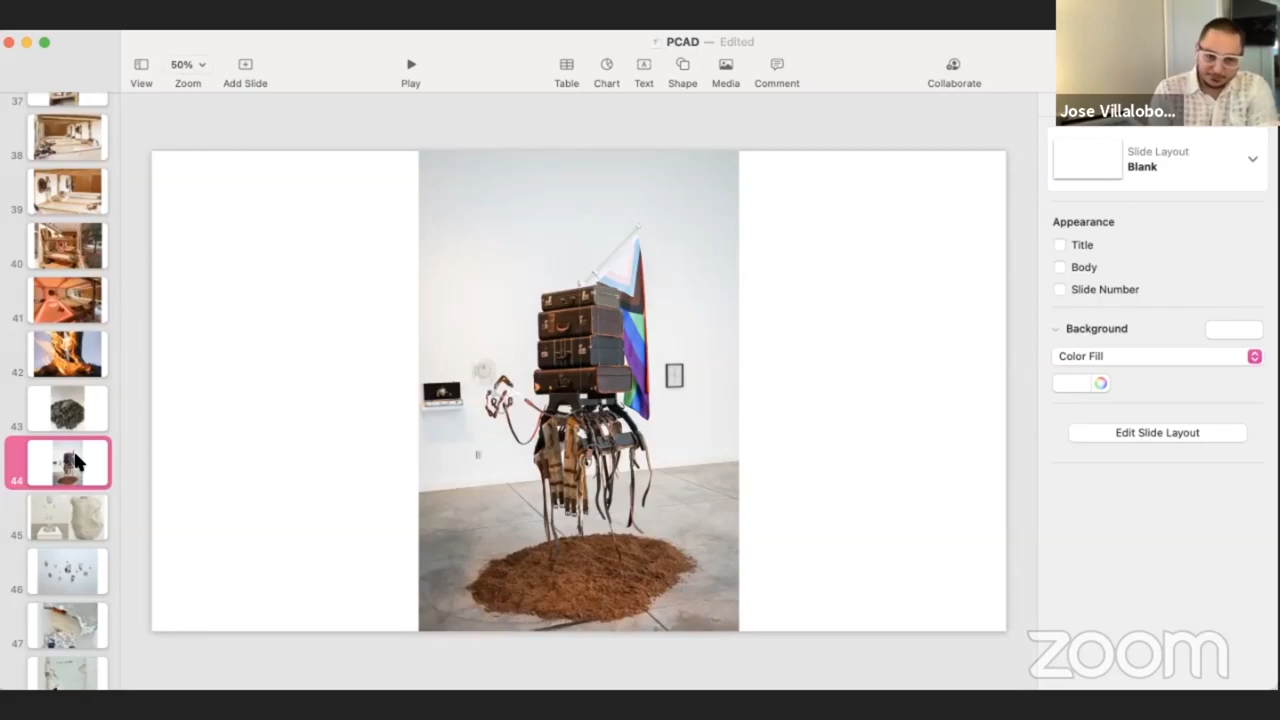 PCAD — Edited
50%
View
Zoom
Add Slide
Play
Table
Chart
Text
Shape
Media
Comment
Collaborate
Jose Villalobo...
37
38
39
40
41
42
43
44
45
46
47
Slide Layout
Blank
Appearance
Title
Body
Slide Number
Background
Color Fill
Edit Slide Layout
zoom